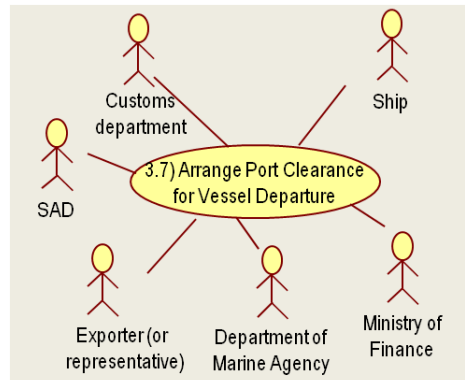 Customs
department
Ship
SAD
3.7) Arrange Port Clearance
for Vessel Departure
Exporter (or
representative)
Department of
Marine Agency
Ministry of
Finance